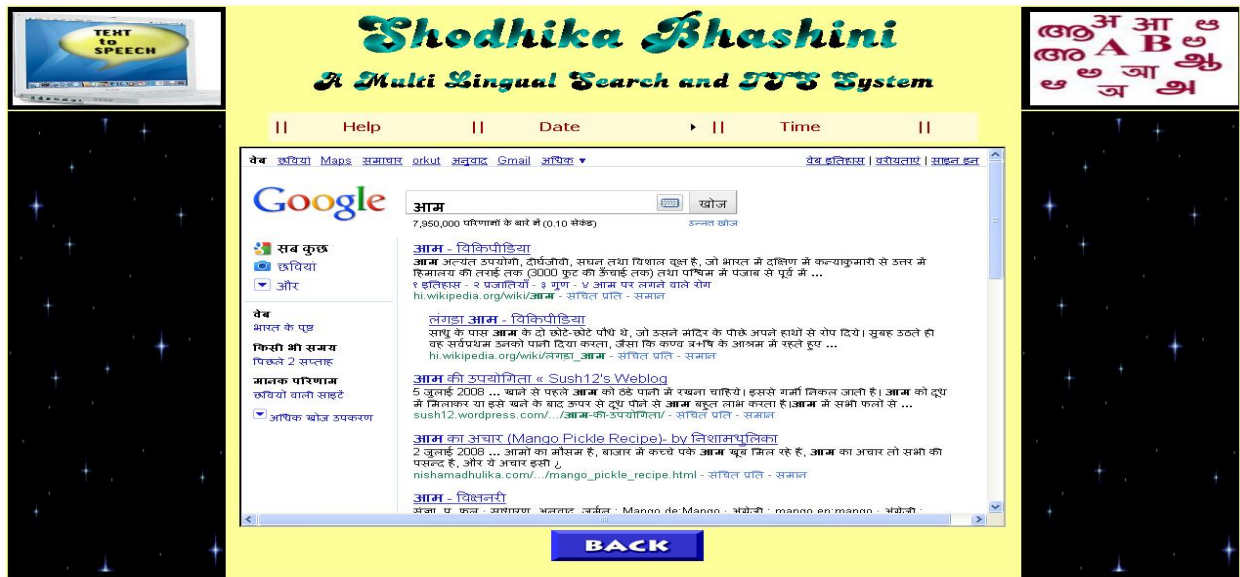 TEXT
to
SPEECH
Shodhika Bhashini
A Multi Lingual Search and TTS System
അ अ आ ಅ
അ A B ಅ
ಅ ಅ આ ஆ
અ அ
|| Help || Date || Time ||
वेब छवियां Maps समाचार orkut अनुवाद Gmail अधिक ▼
वेब इतिहास | वरीयताएं | साइन इन
Google
आम
खोज
7,950,000 परिणामों के बारे में (0.10 सेकंड)
उन्नत खोज
सब कुछ
छवियां
और
वेब
भारत के पृष्ठ
किसी भी समय
पिछले 2 सप्ताह
मानक परिणाम
छवियों वाली साइटें
अधिक खोज उपकरण
आम - विकिपीडिया
आम अत्यंत उपयोगी, दीर्घजीवी, सघन तथा विशाल वृक्ष है, जो भारत में दक्षिण में कन्याकुमारी से उत्तर में
हिमालय की तराई तक (3000 फुट की ऊँचाई तक) तथा पश्चिम में पंजाब से पूर्व में ...
१ इतिहास - २ प्रजातियाँ - ३ गुण - ४ आम पर लगने वाले रोग
hi.wikipedia.org/wiki/आम - संचित प्रति - समान
लंगड़ा आम - विकिपीडिया
साधु के पास आम के दो छोटे-छोटे पौधे थे, जो उसने मंदिर के पीछे अपने हाथों से रोप दिये। सुबह उठते ही
वह सर्वप्रथम उनको पानी दिया करता, जैसा कि कण्व ऋषि के आश्रम में रहते हुए ...
hi.wikipedia.org/wiki/लंगड़ा_आम - संचित प्रति - समान
आम की उपयोगिता « Sush12's Weblog
5 जुलाई 2008 ... खाने से पहले आम को ठंडे पानी में रखना चाहिये। इससे गर्मी निकल जाती है। आम को दूध
में मिलाकर या इसे खाने के बाद ऊपर से दूध पीने से आम बहुत लाभ करता है।आम में सभी फलों से ...
sush12.wordpress.com/.../आम-की-उपयोगिता/ - संचित प्रति - समान
आम का अचार (Mango Pickle Recipe)- by निशामधुलिका
2 जुलाई 2008 ... आमों का मौसम है, बाजार में कच्चे पके आम खूब मिल रहे हैं, आम का अचार तो सभी की
पसन्द है, और ये अचार इसी ¿
nishamadhulika.com/.../mango_pickle_recipe.html - संचित प्रति - समान
आम - विक्षनरी
BACK